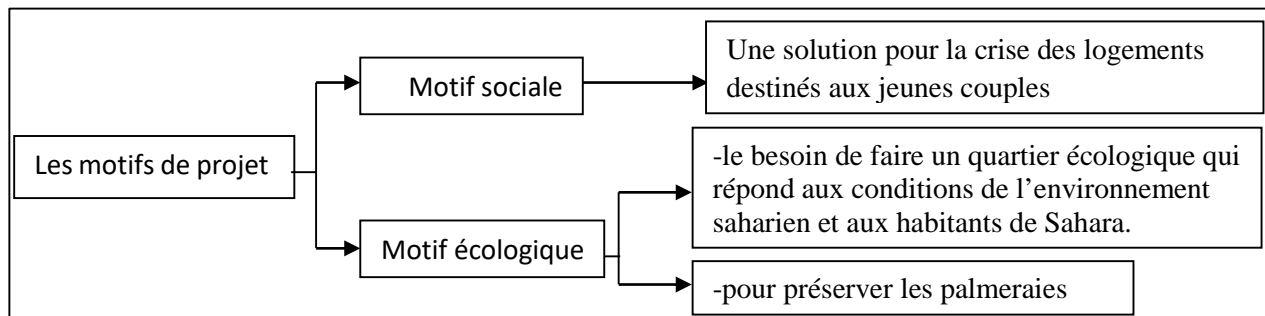 Les motifs de projet
Motif sociale
Une solution pour la crise des logements
destinés aux jeunes couples
Motif écologique
-le besoin de faire un quartier écologique qui
répond aux conditions de l’environnement
saharien et aux habitants de Sahara.
-pour préserver les palmeraies